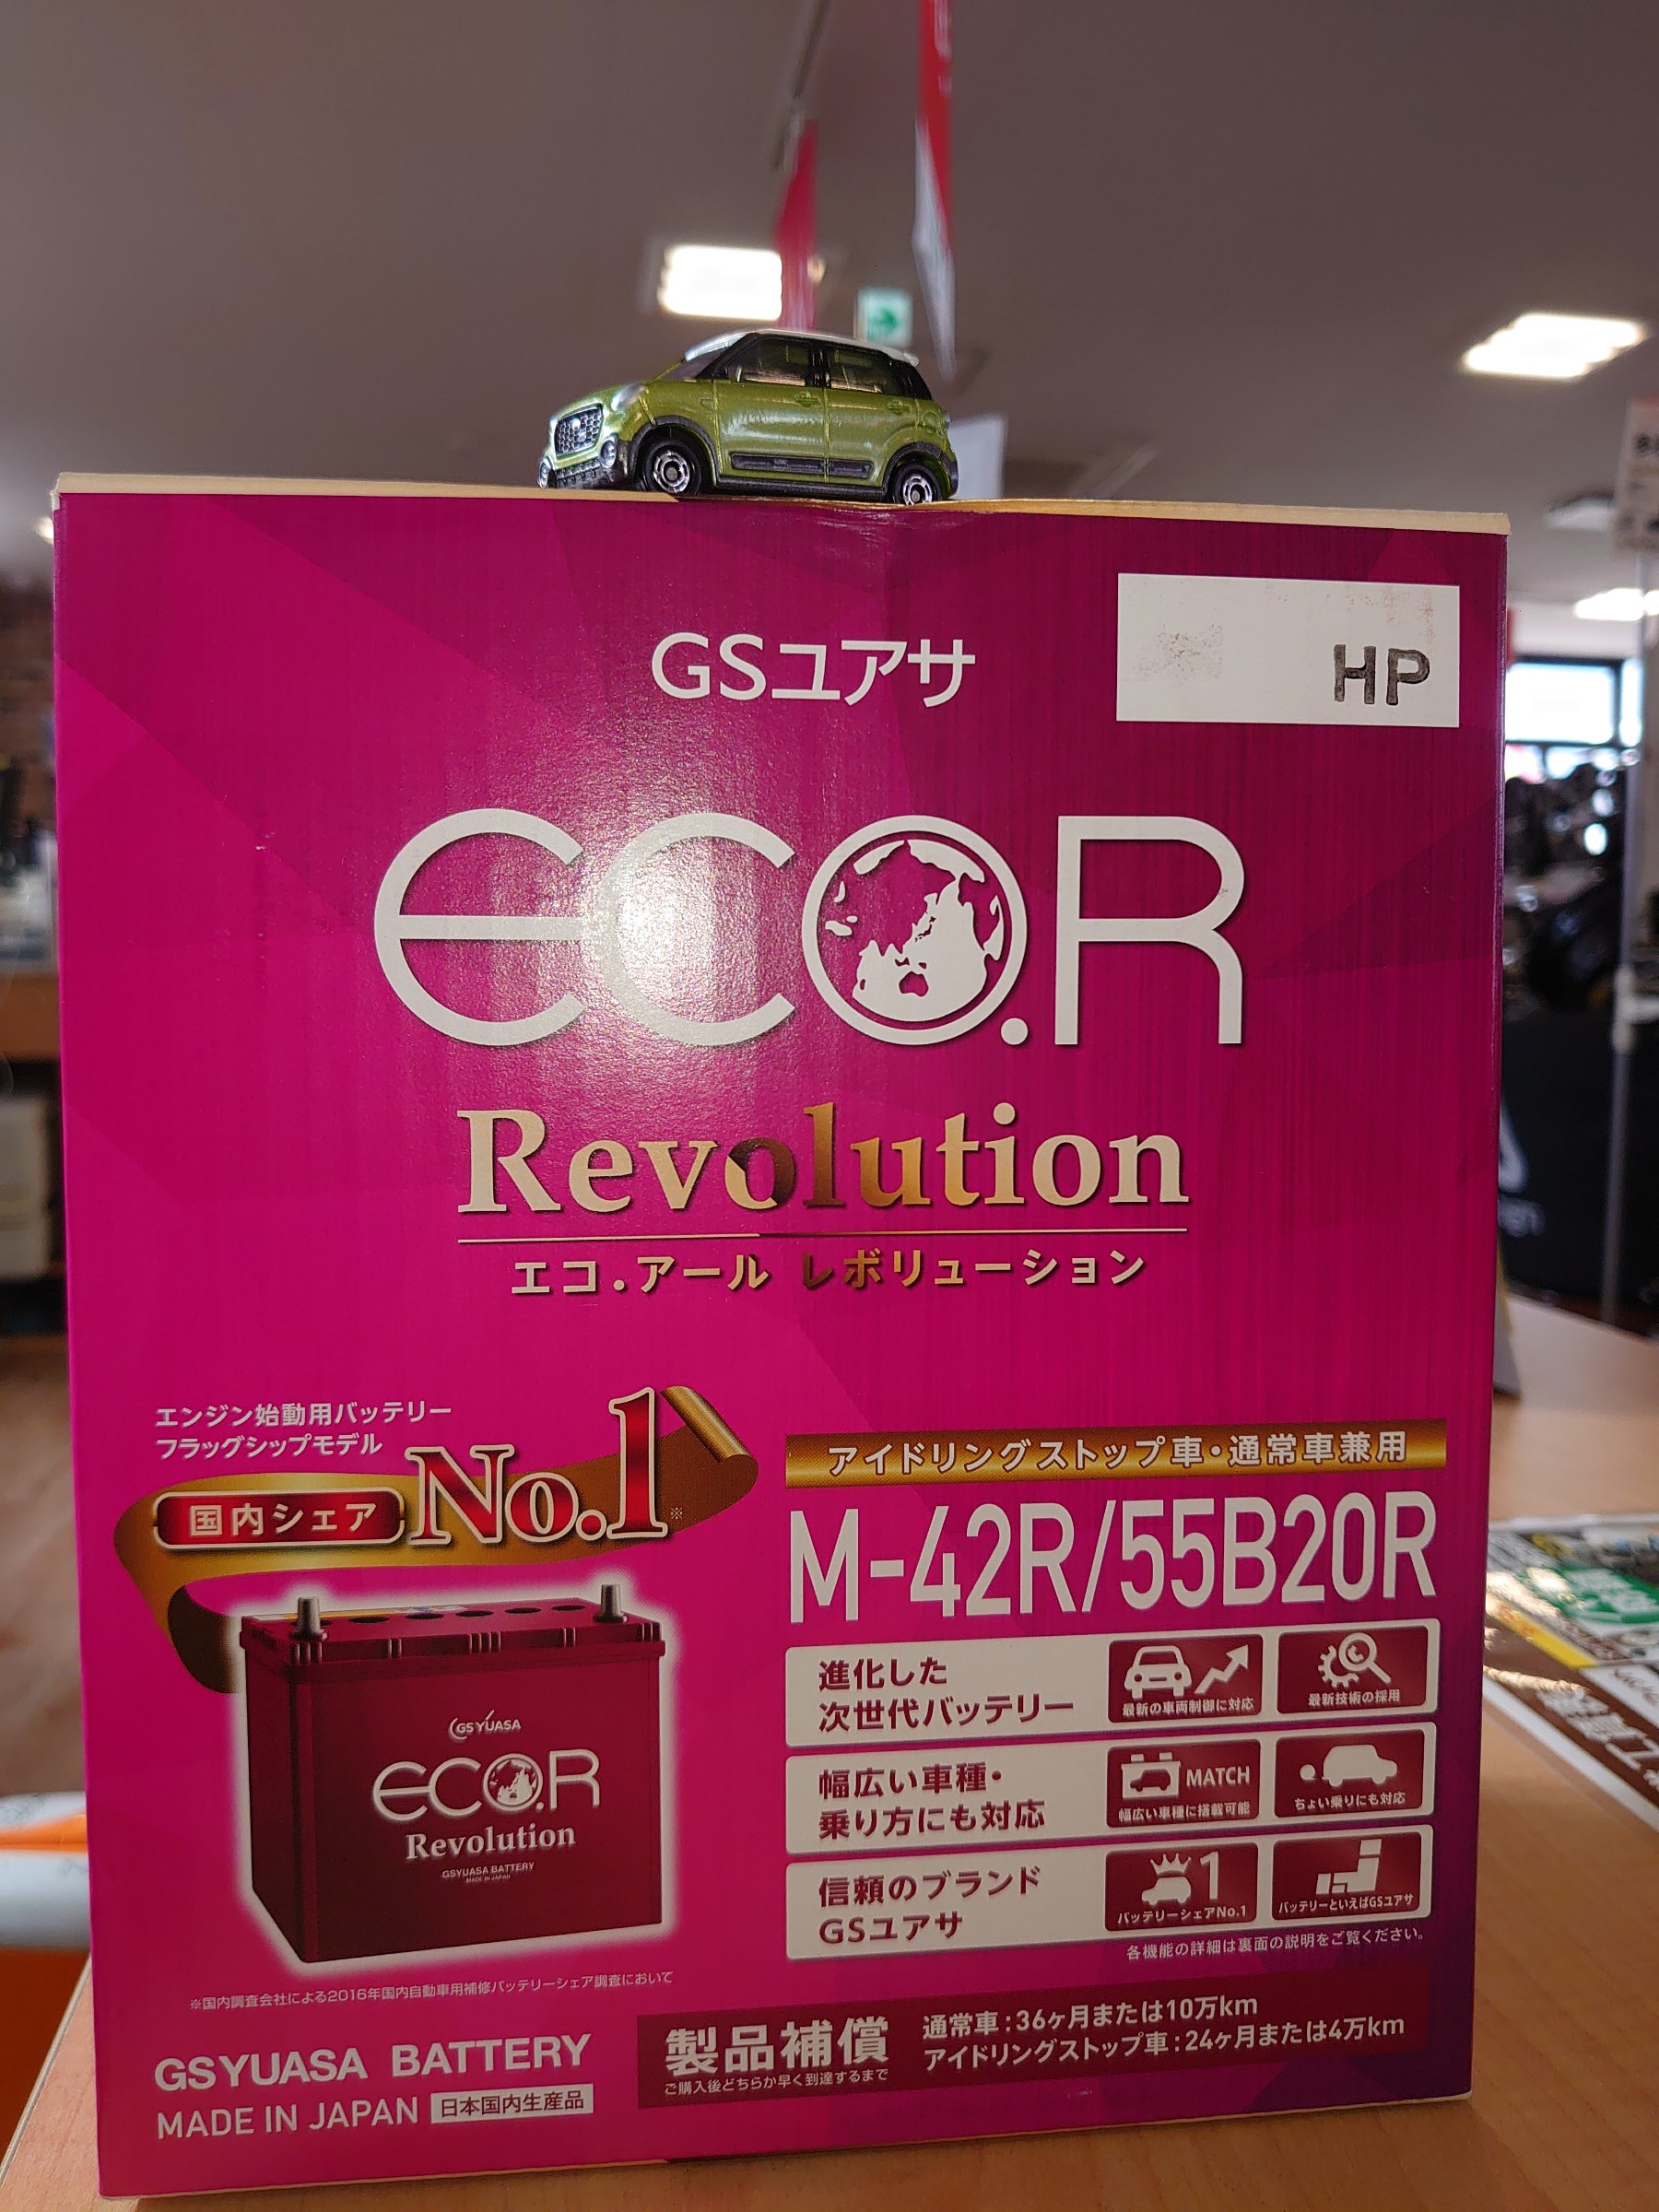 GSユアサ
HP
eco.R
Revolution
エコ.アール レボリューション
エンジン始動用バッテリー
フラッグシップモデル
国内シェア No.1※
GS YUASA
eco.R
Revolution
GSYUASA BATTERY
MADE IN JAPAN
※国内調査会社による2016年国内自動車用補修バッテリーシェア調査において
アイドリングストップ車・通常車兼用
M-42R/55B20R
進化した
次世代バッテリー
最新の車両制御に対応
最新技術の採用
幅広い車種・
乗り方にも対応
MATCH
幅広い車種に搭載可能
ちょい乗りにも対応
信頼のブランド
GSユアサ
1
バッテリーシェアNo.1
バッテリーといえばGSユアサ
各機能の詳細は裏面の説明をご覧ください。
GSYUASA BATTERY
MADE IN JAPAN 日本国内生産品
製品補償
ご購入後どちらか早く到達するまで
通常車:36ヶ月または10万km
アイドリングストップ車:24ヶ月または4万km